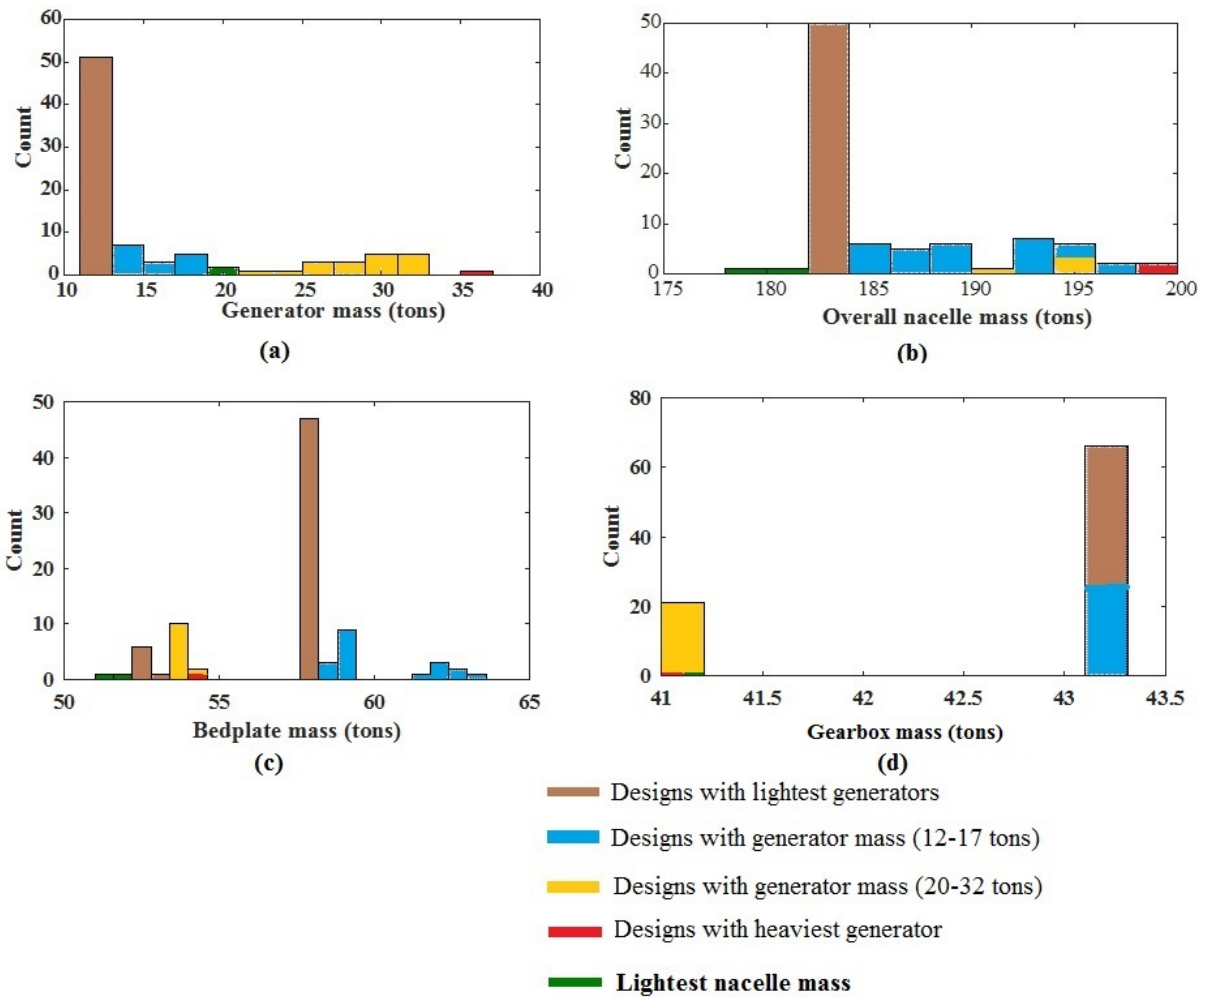 60
50
40
30
20
10
0
Count
10 15 20 25 30 35 40
Generator mass (tons)
(a)
50
40
30
20
10
0
Count
175 180 185 190 195 200
Overall nacelle mass (tons)
(b)
50
40
30
20
10
0
Count
50 55 60 65
Bedplate mass (tons)
(c)
80
60
40
20
0
Count
41 41.5 42 42.5 43 43.5
Gearbox mass (tons)
(d)
Designs with lightest generators
Designs with generator mass (12-17 tons)
Designs with generator mass (20-32 tons)
Designs with heaviest generator
Lightest nacelle mass